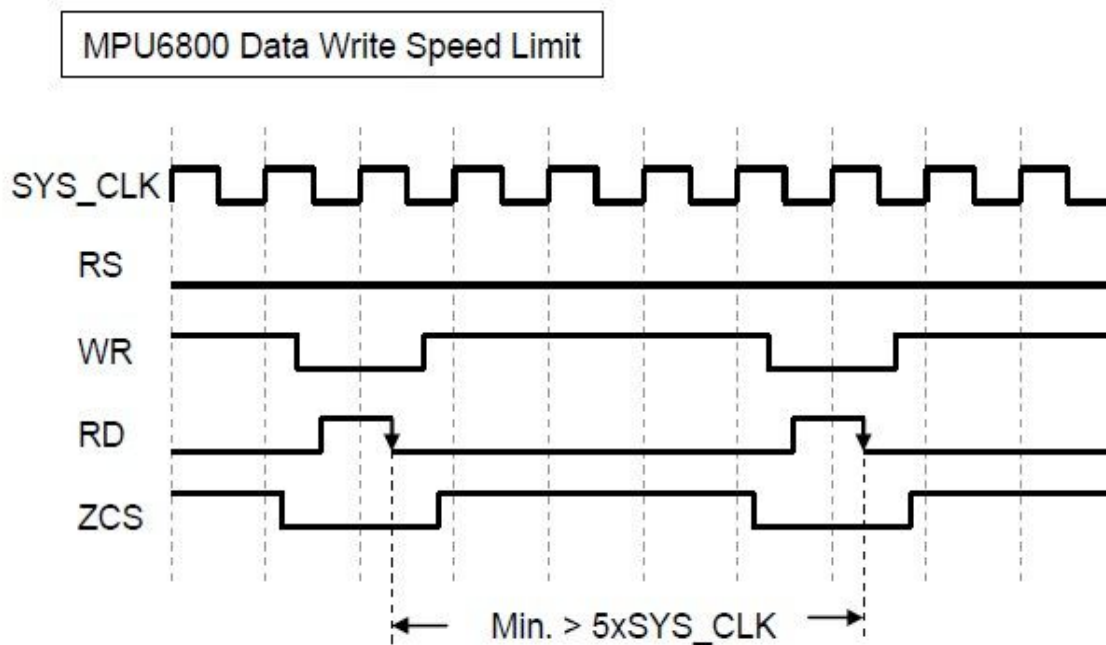 MPU6800 Data Write Speed Limit
SYS_CLK
RS
WR
RD
ZCS
Min. > 5xSYS_CLK